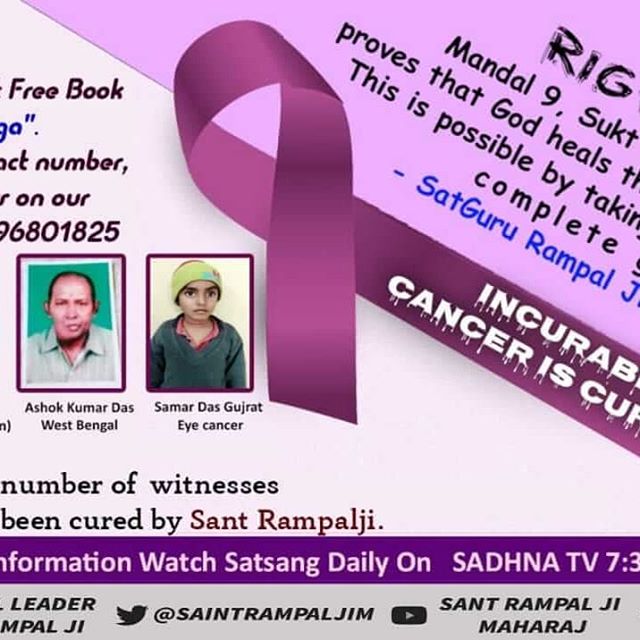 Free Book
ga".
act number,
r on our
96801825
Ashok Kumar Das
West Bengal
Samar Das Gujrat
Eye cancer
RIG
Mandal 9, Sukt
proves that God heals th
This is possible by takin
complete
- SatGuru Rampal J
INCURAB
CANCER IS CUR
number of witnesses
been cured by Sant Rampalji.
nformation Watch Satsang Daily On SADHNA TV 7:3
L LEADER
MPAL JI
@SAINTRAMPALJIM
SANT RAMPAL JI
MAHARAJ